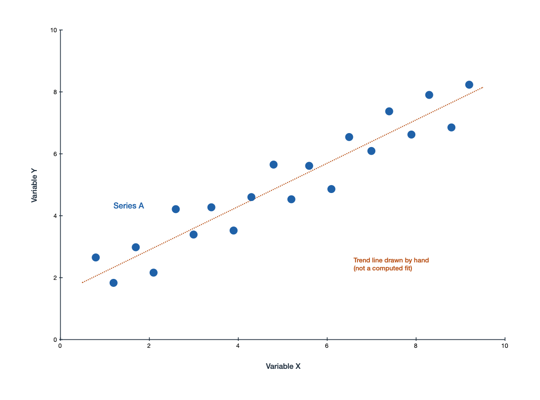 10
8
6
4
2
0
Variable Y
Series A
Trend line drawn by hand
(not a computed fit)
0 2 4 6 8 10
Variable X